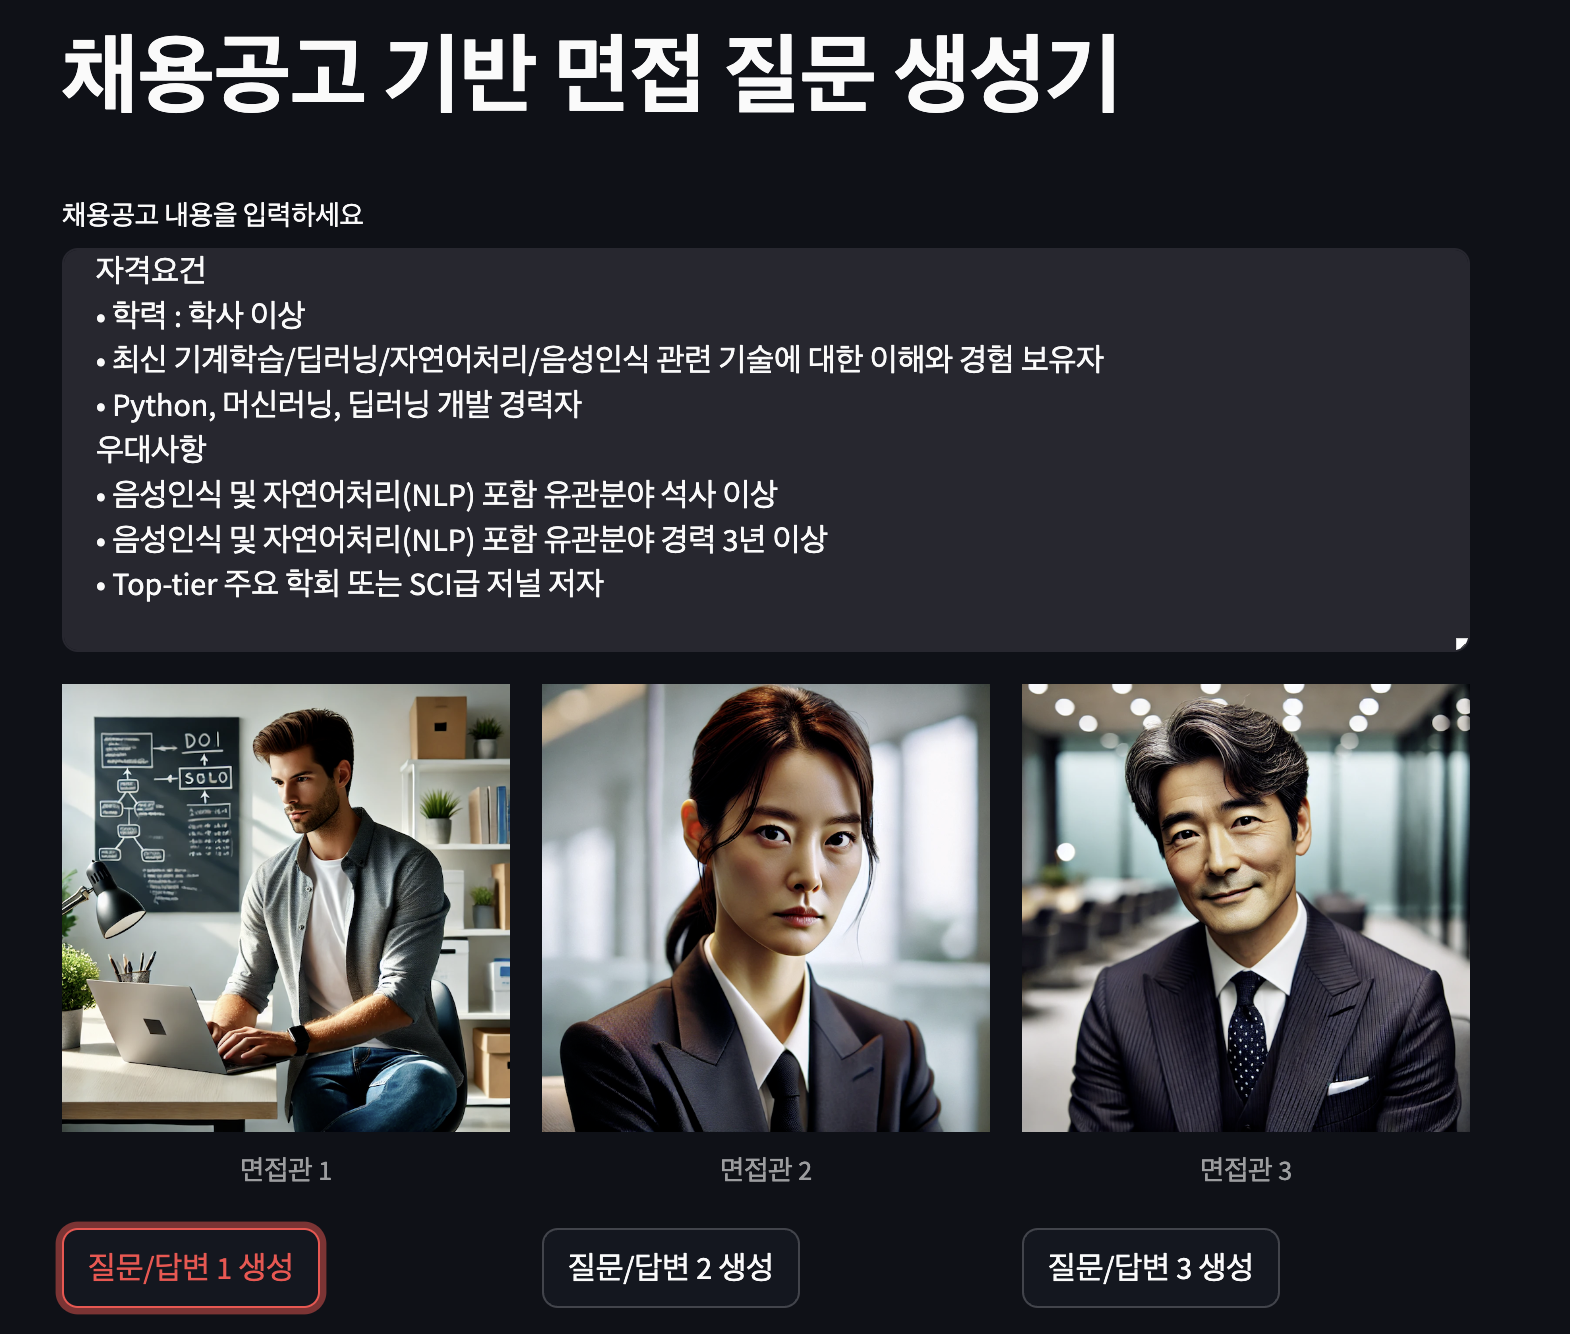 채용공고 기반 면접 질문 생성기
채용공고 내용을 입력하세요
자격요건
• 학력 : 학사 이상
• 최신 기계학습/딥러닝/자연어처리/음성인식 관련 기술에 대한 이해와 경험 보유자
• Python, 머신러닝, 딥러닝 개발 경력자
우대사항
• 음성인식 및 자연어처리(NLP) 포함 유관분야 석사 이상
• 음성인식 및 자연어처리(NLP) 포함 유관분야 경력 3년 이상
• Top-tier 주요 학회 또는 SCI급 저널 저자
DOI
SOLO
면접관 1
면접관 2
면접관 3
질문/답변 1 생성
질문/답변 2 생성
질문/답변 3 생성